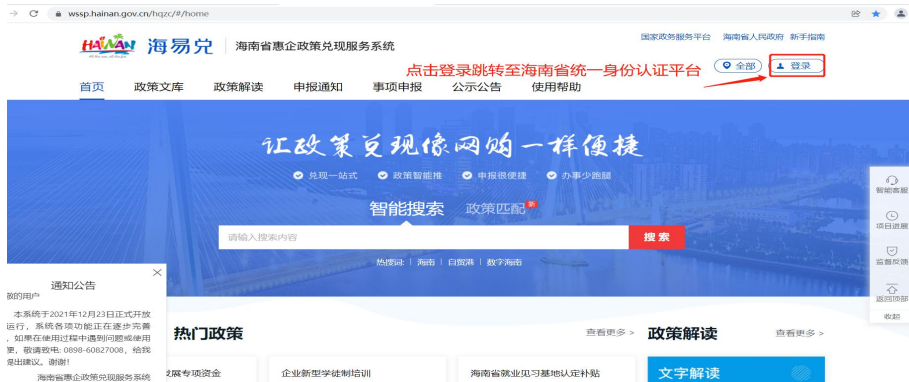 wssp.hainan.gov.cn/hqzc/#/home
国家政务服务平台 海南省人民政府 新手指南
HAINAN 海易兑 海南省惠企政策兑现服务系统
点击登录跳转至海南省统一身份认证平台
全部 登录
首页 政策文库 政策解读 申报通知 事项申报 公示公告 使用帮助
让政策兑现像网购一样便捷
兑现一站式 政策智能推 申报很便捷 办事少跑腿
智能搜索 政策匹配 新
请输入搜索内容 搜索
热搜词: 海南 自贸港 数字海南
智能客服
项目进展
监督反馈
返回顶部
收起
通知公告
敬的用户
本系统于2021年12月23日正式开放
运行，系统各项功能正在逐步完善
，如果在使用过程中遇到问题或使用
便，敬请致电: 0898-60827008，给我
提出建议。谢谢!
海南省惠企政策兑现服务系统
热门政策 查看更多 >
政策解读 查看更多 >
发展专项资金 企业新型学徒制培训 海南省就业见习基地认定补贴
文字解读